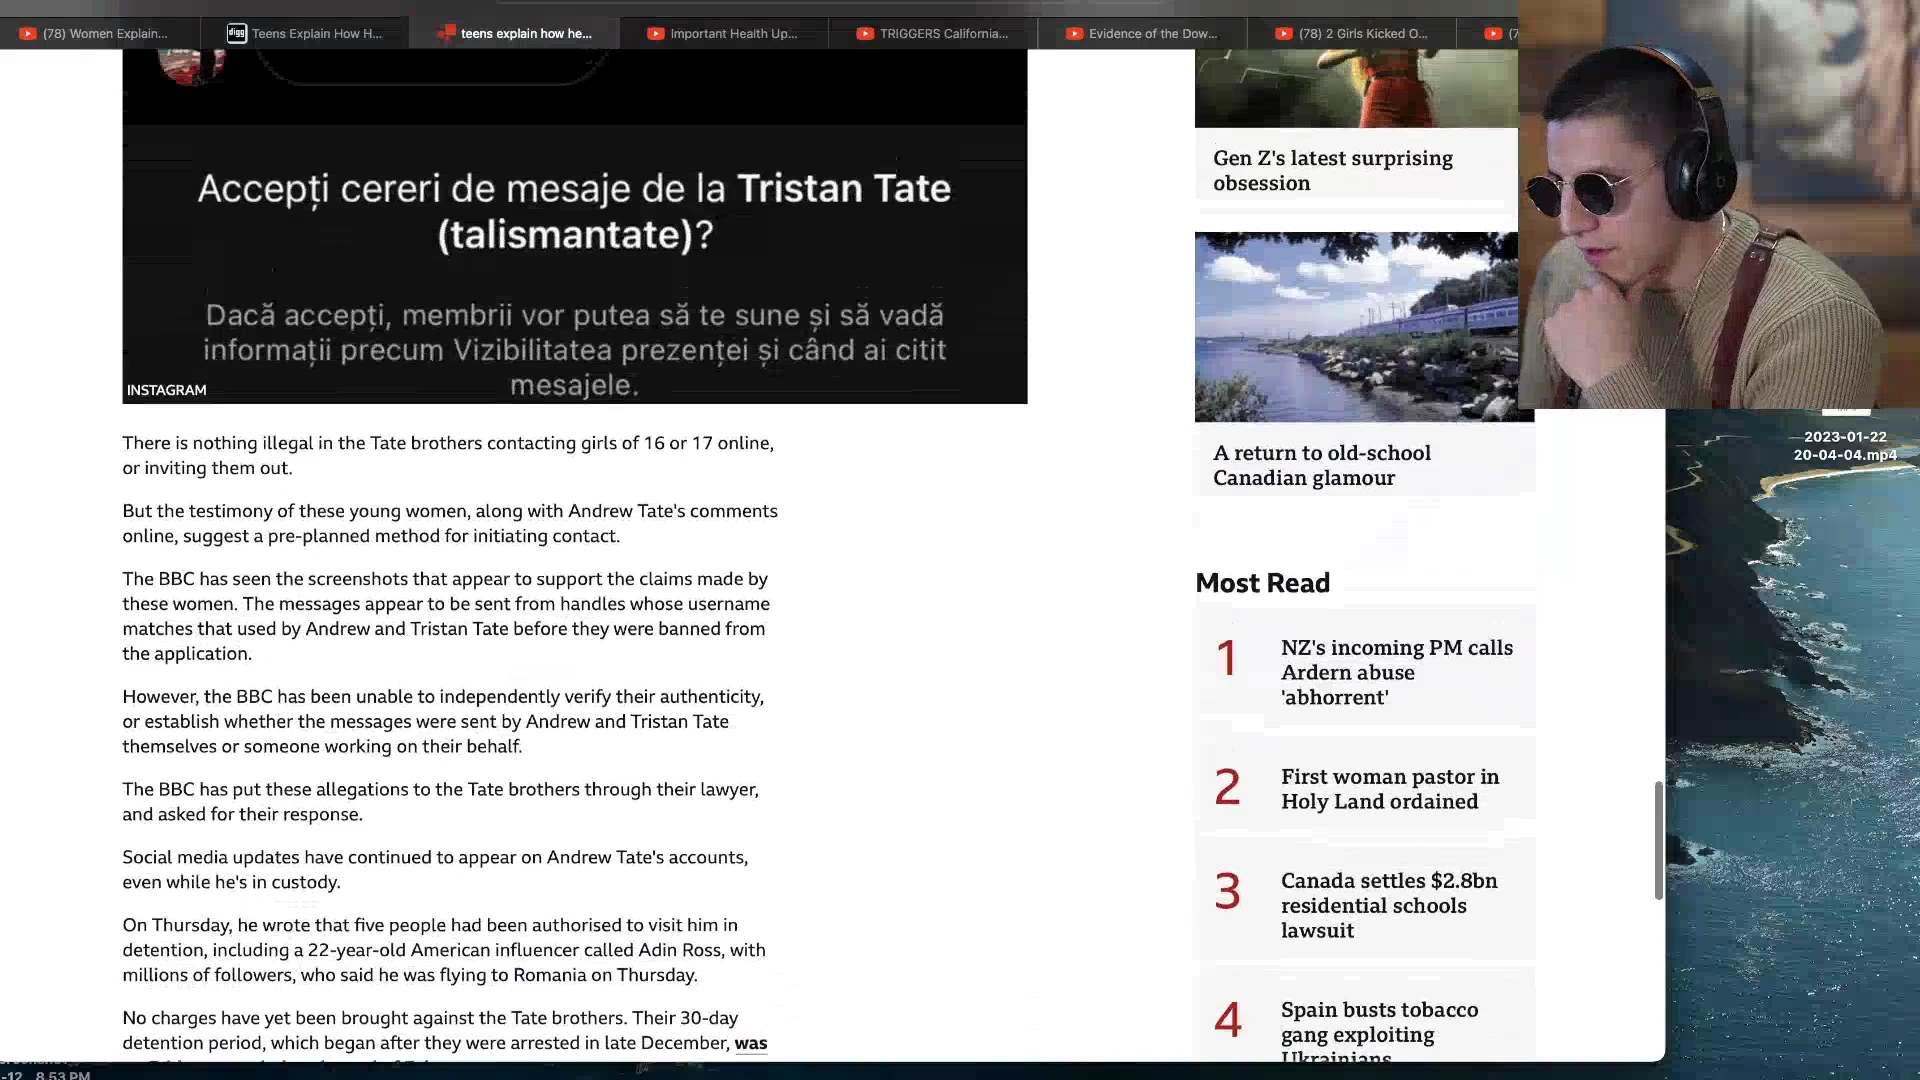 (78) Women Explain...
digg
Teens Explain How H...
teens explain how he...
Important Health Up...
TRIGGERS California...
Evidence of the Dow...
(78) 2 Girls Kicked O...
(7
Accepți cereri de mesaje de la Tristan Tate
(talismantate)?
Dacă accepți, membrii vor putea să te sune și să vadă
informații precum Vizibilitatea prezenței și când ai citit
mesajele.
INSTAGRAM
There is nothing illegal in the Tate brothers contacting girls of 16 or 17 online,
or inviting them out.
But the testimony of these young women, along with Andrew Tate's comments
online, suggest a pre-planned method for initiating contact.
The BBC has seen the screenshots that appear to support the claims made by
these women. The messages appear to be sent from handles whose username
matches that used by Andrew and Tristan Tate before they were banned from
the application.
However, the BBC has been unable to independently verify their authenticity,
or establish whether the messages were sent by Andrew and Tristan Tate
themselves or someone working on their behalf.
The BBC has put these allegations to the Tate brothers through their lawyer,
and asked for their response.
Social media updates have continued to appear on Andrew Tate's accounts,
even while he's in custody.
On Thursday, he wrote that five people had been authorised to visit him in
detention, including a 22-year-old American influencer called Adin Ross, with
millions of followers, who said he was flying to Romania on Thursday.
No charges have yet been brought against the Tate brothers. Their 30-day
detention period, which began after they were arrested in late December, was
Gen Z's latest surprising
obsession
A return to old-school
Canadian glamour
Most Read
1
NZ's incoming PM calls
Ardern abuse
'abhorrent'
2
First woman pastor in
Holy Land ordained
3
Canada settles $2.8bn
residential schools
lawsuit
4
Spain busts tobacco
gang exploiting
Ukrainians
2023-01-22
20-04-04.mp4
-12 8.53 PM